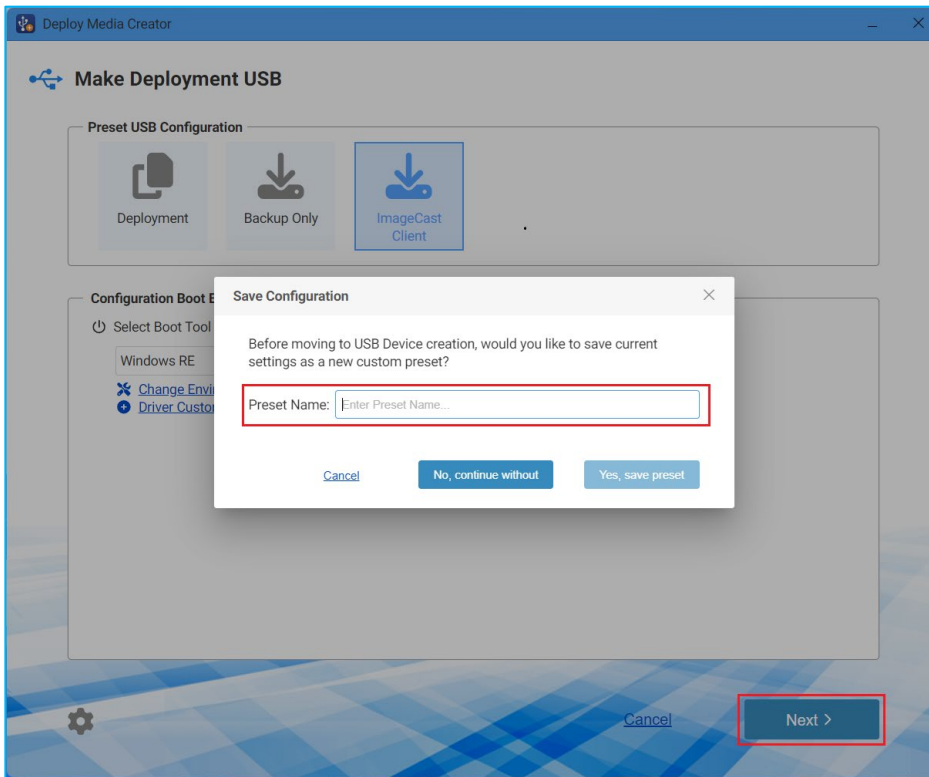 Deploy Media Creator
Make Deployment USB
Preset USB Configuration
Deployment
Backup Only
ImageCast
Client
Configuration Boot
Select Boot Tool
Windows RE
Change
Driver
Save Configuration
Before moving to USB Device creation, would you like to save current
settings as a new custom preset?
Preset Name: Enter Preset Name...
Cancel
No, continue without
Yes, save preset
Cancel
Next >